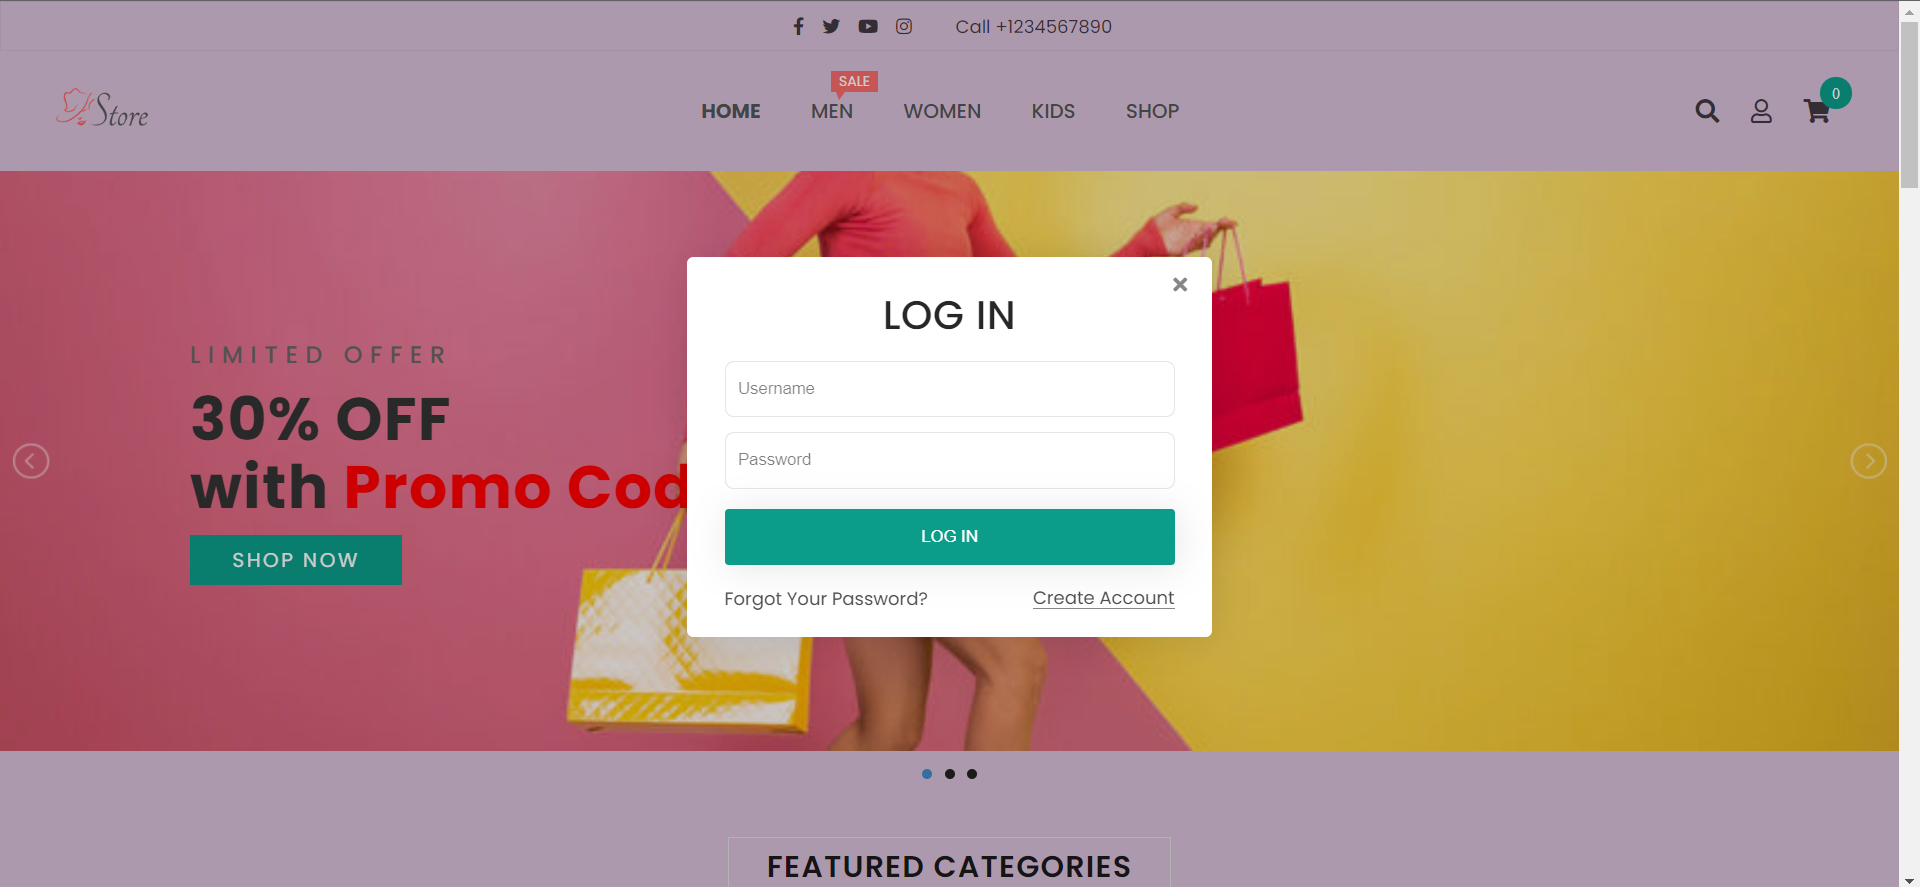 Call +1234567890
SALE
Store
HOME MEN WOMEN KIDS SHOP
0
LOG IN
Username
Password
LOG IN
Forgot Your Password? Create Account
LIMITED OFFER
30% OFF
with Promo Cod
SHOP NOW
FEATURED CATEGORIES